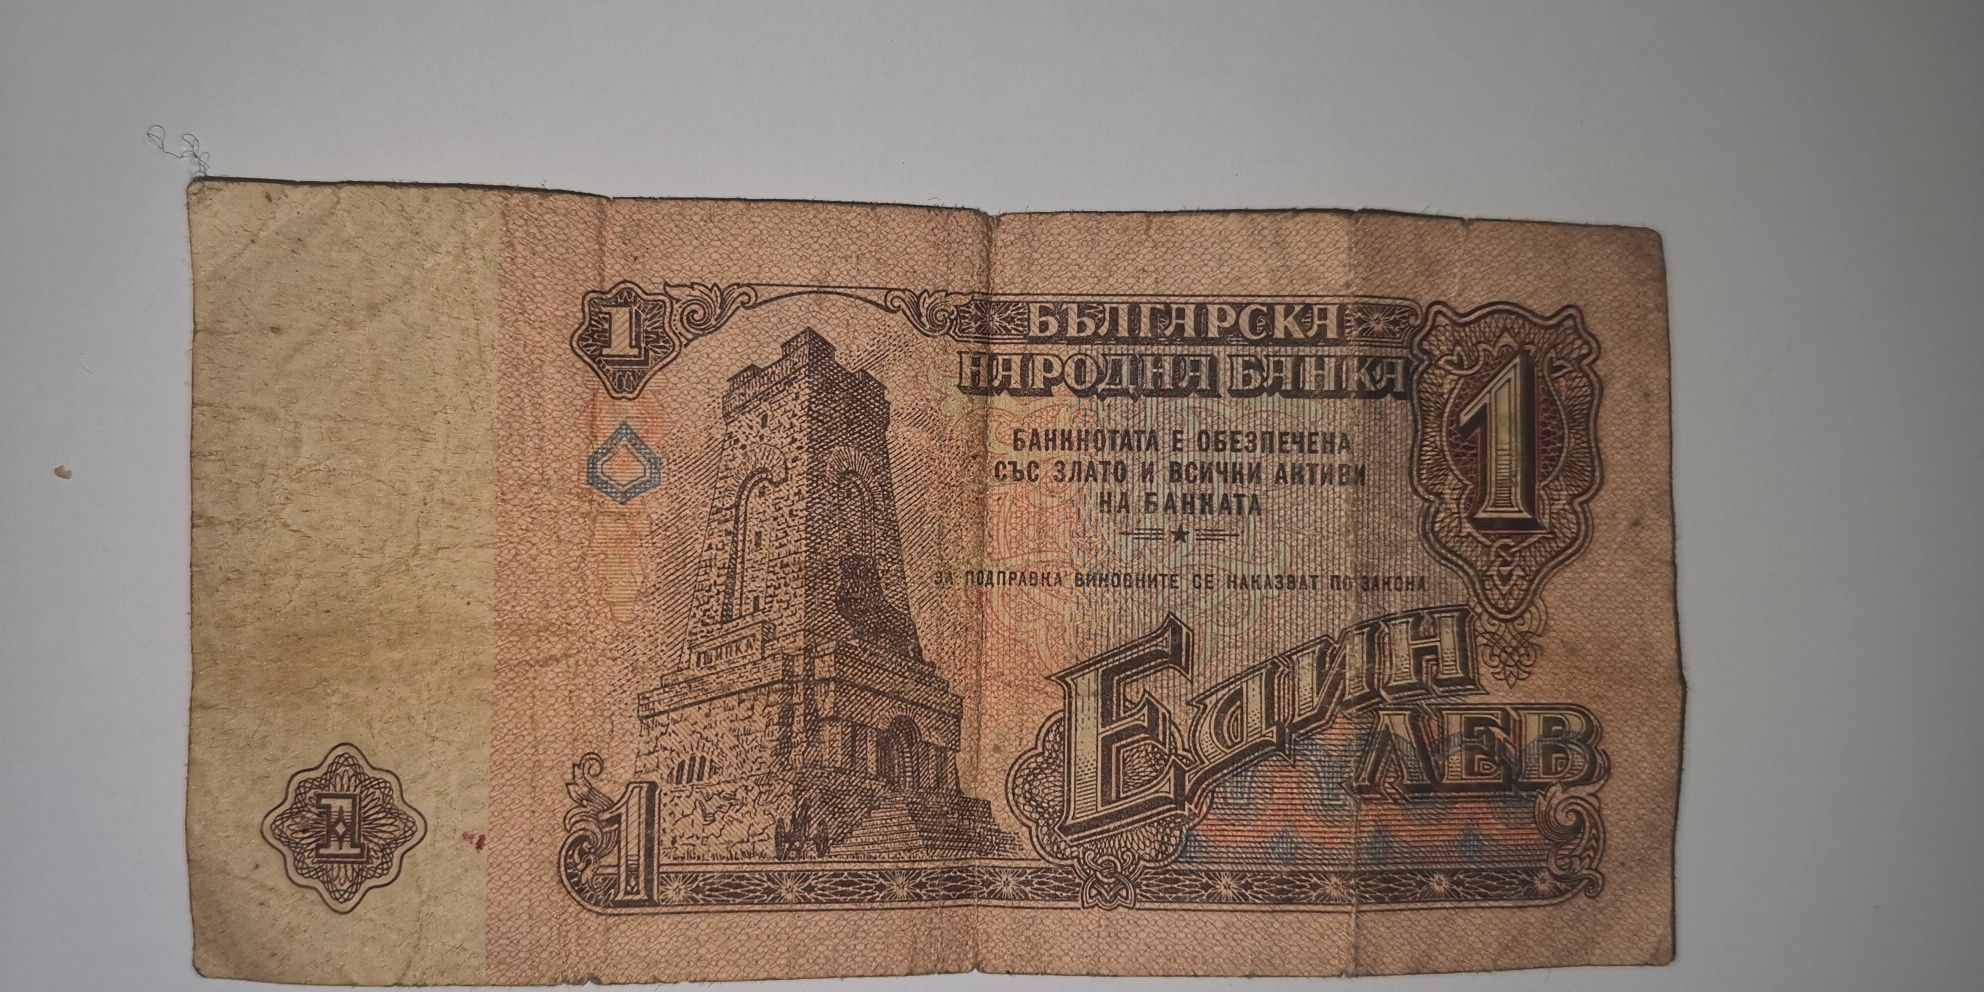 1
БЪЛГАРСКА
НАРОДНА БАНКА
1
БАНКНОТАТА Е ОБЕЗПЕЧЕНА
СЪС ЗЛАТО И ВСИЧКИ АКТИВИ
НА БАНКАТА
ЗА ПОДПРАВКА ВИНОВНИТЕ СЕ НАКАЗВАТ ПО ЗАКОНА
ШИПКА
Един
ЛЕВ
1
1